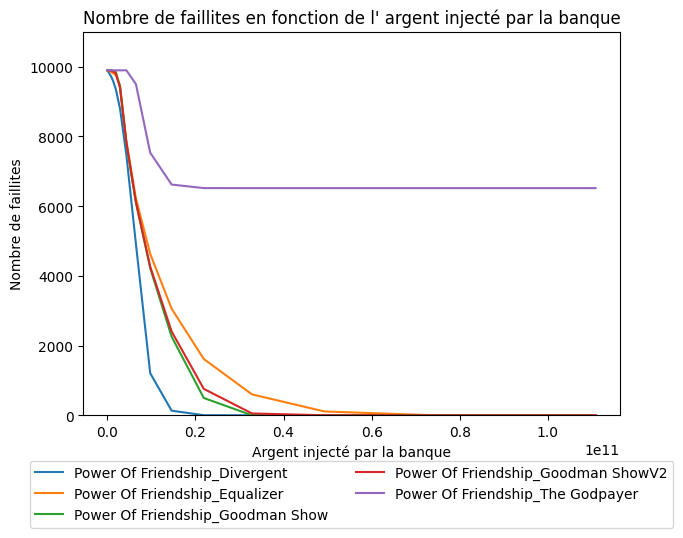 Nombre de faillites en fonction de l' argent injecté par la banque
Nombre de faillites
10000
8000
6000
4000
2000
0
0.0 0.2 0.4 0.6 0.8 1.0
1e11
Argent injecté par la banque
Power Of Friendship_Divergent
Power Of Friendship_Equalizer
Power Of Friendship_Goodman Show
Power Of Friendship_Goodman ShowV2
Power Of Friendship_The Godpayer